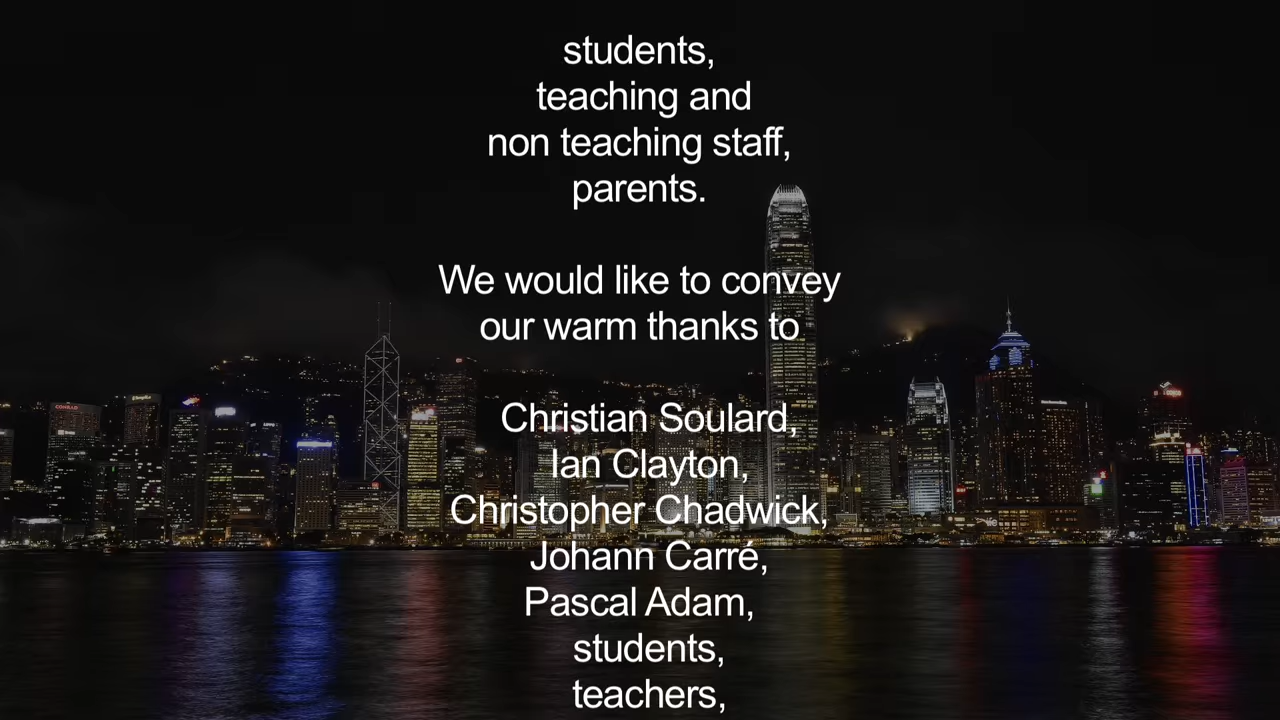 students,
teaching and
non teaching staff,
parents.
We would like to convey
our warm thanks to
Christian Soulard,
Ian Clayton,
Christopher Chadwick,
Johann Carré,
Pascal Adam,
students,
teachers,